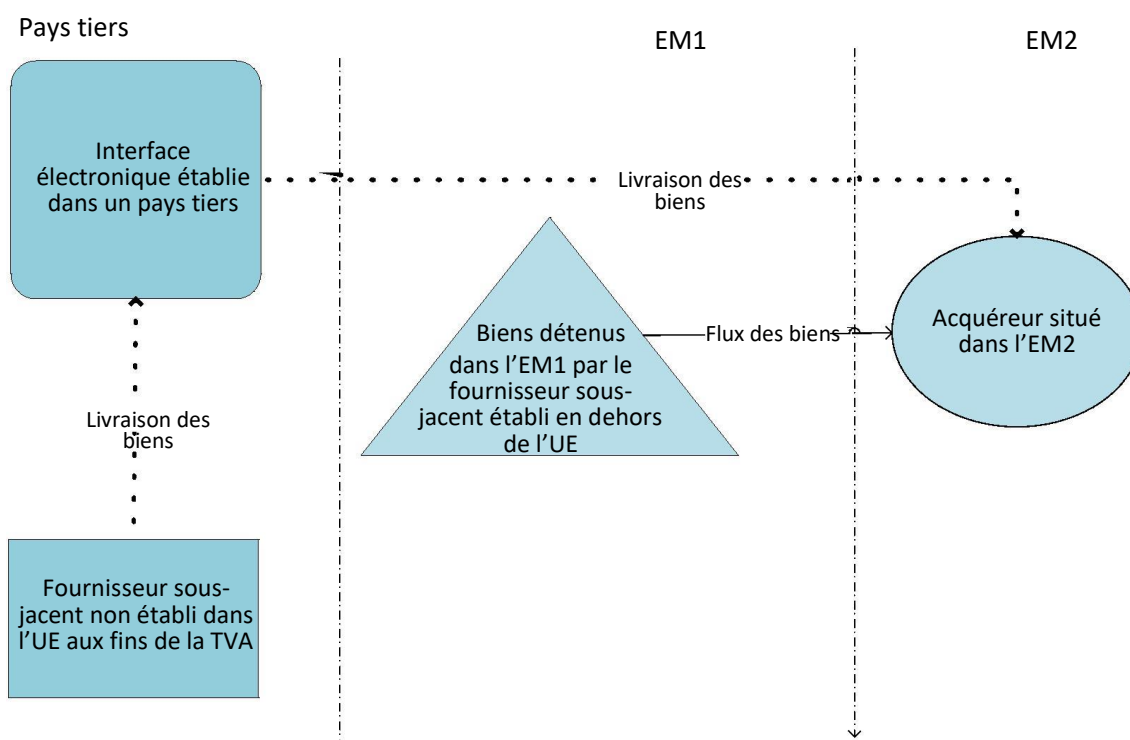 Pays tiers
EM1
EM2
Interface
électronique établie
dans un pays tiers
Livraison des
biens
Biens détenus
dans l’EM1 par le
fournisseur sous-
jacent établi en dehors
de l’UE
Flux des biens
Acquéreur situé
dans l’EM2
Livraison des
biens
Fournisseur sous-
jacent non établi dans
l’UE aux fins de la TVA